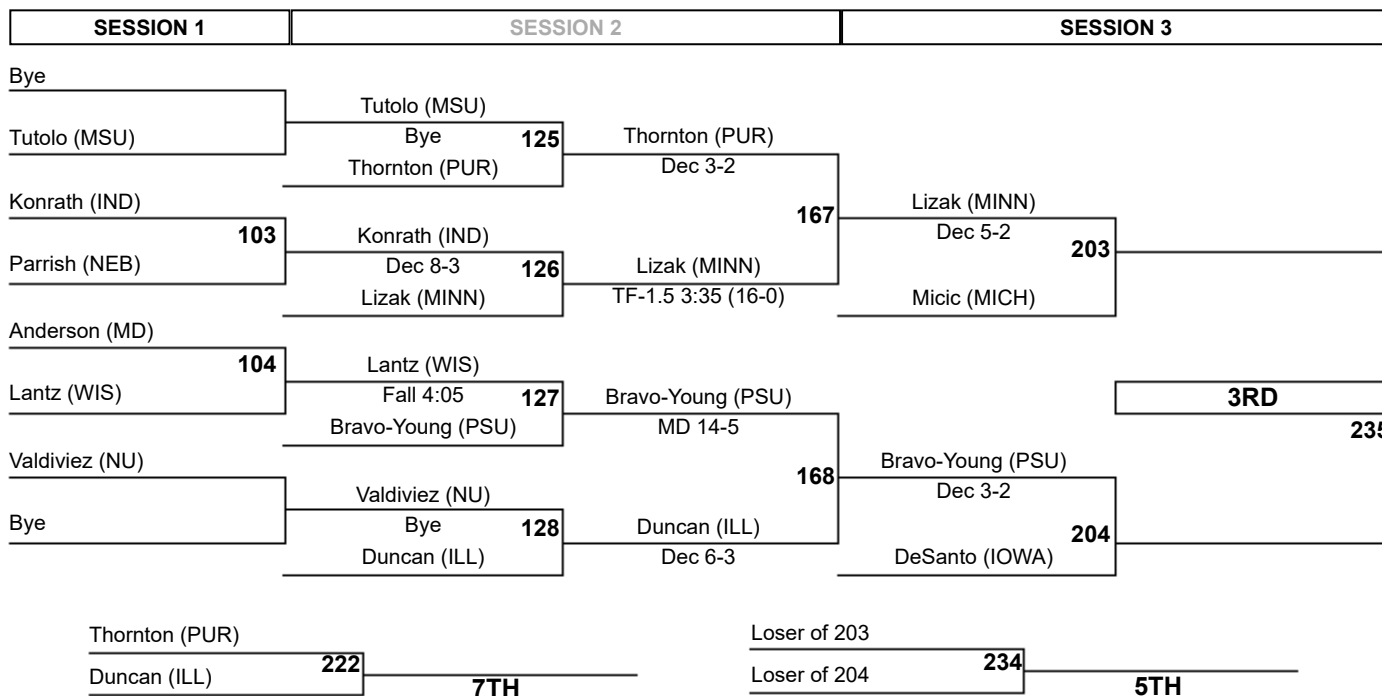 SESSION 1 SESSION 2 SESSION 3
Bye
Tutolo (MSU)
Tutolo (MSU)
Bye 125
Thornton (PUR)
Thornton (PUR)
Dec 3-2
Konrath (IND)
103
Parrish (NEB)
Konrath (IND)
Dec 8-3 126
Lizak (MINN)
Lizak (MINN)
TF-1.5 3:35 (16-0)
167
Lizak (MINN)
Dec 5-2
203
Micic (MICH)
Anderson (MD)
104
Lantz (WIS)
Lantz (WIS)
Fall 4:05 127
Bravo-Young (PSU)
Bravo-Young (PSU)
MD 14-5
3RD
235
Valdiviez (NU)
Bye
Valdiviez (NU)
Bye 128
Duncan (ILL)
Duncan (ILL)
Dec 6-3
168
Bravo-Young (PSU)
Dec 3-2
204
DeSanto (IOWA)
Thornton (PUR)
222
Duncan (ILL)
7TH
Loser of 203
234
Loser of 204
5TH